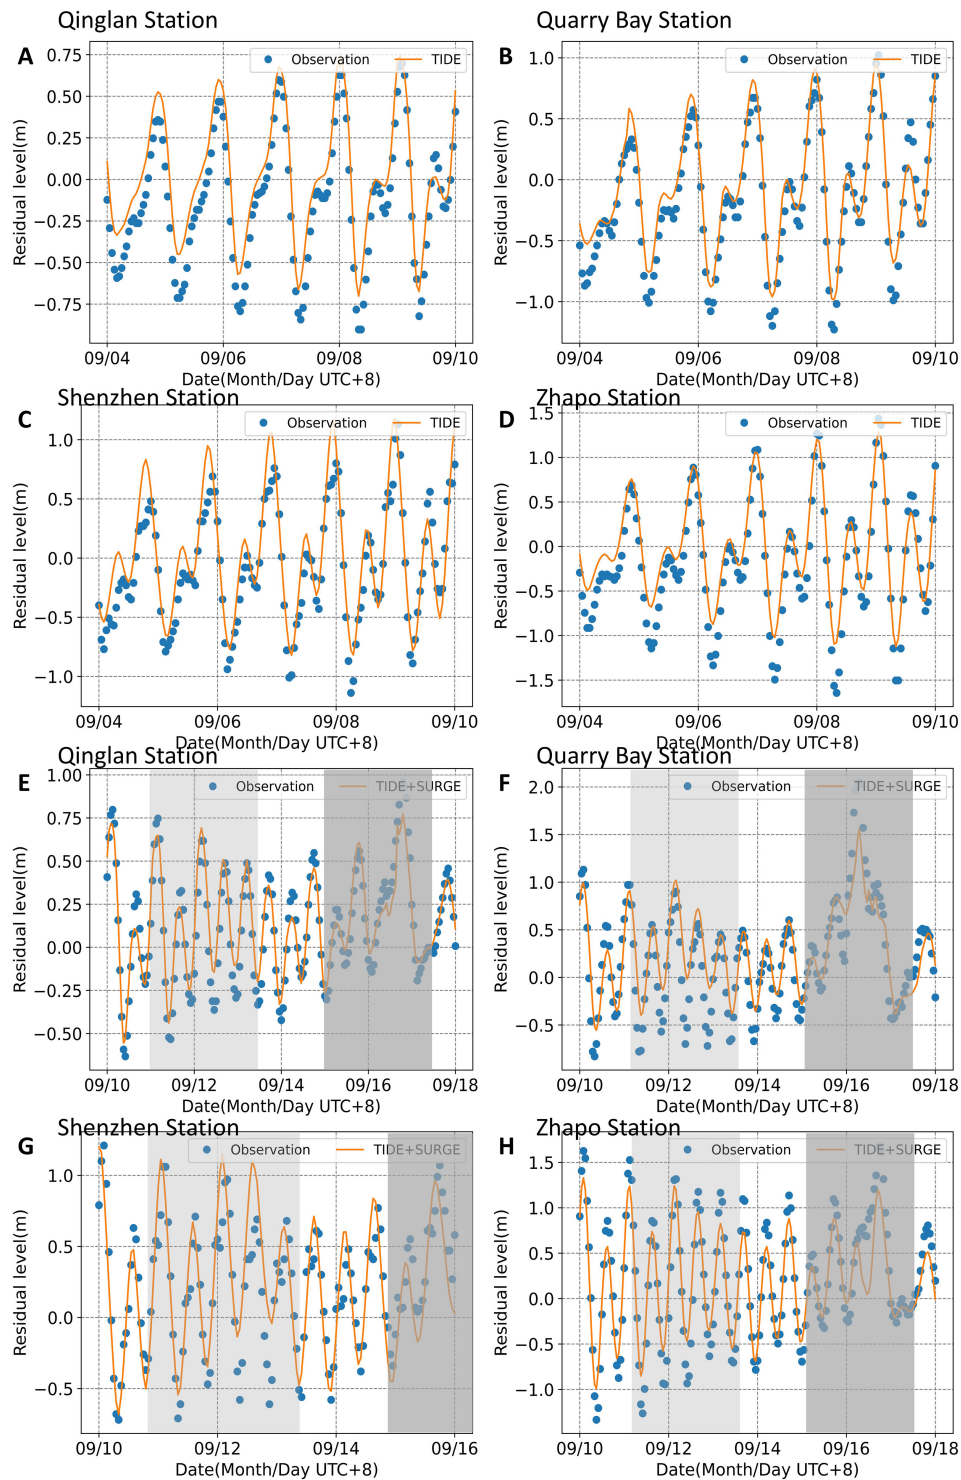 Qinglan Station
A
Observation TIDE
0.75
0.50
0.25
0.00
−0.25
−0.50
−0.75
Residual level(m)
09/04 09/06 09/08 09/10
Date(Month/Day UTC+8)
Quarry Bay Station
B
Observation TIDE
1.0
0.5
0.0
−0.5
−1.0
Residual level(m)
09/04 09/06 09/08 09/10
Date(Month/Day UTC+8)
Shenzhen Station
C
Observation TIDE
1.0
0.5
0.0
−0.5
−1.0
Residual level(m)
09/04 09/06 09/08 09/10
Date(Month/Day UTC+8)
Zhapo Station
D
Observation TIDE
1.5
1.0
0.5
0.0
−0.5
−1.0
−1.5
Residual level(m)
09/04 09/06 09/08 09/10
Date(Month/Day UTC+8)
Qinglan Station
E
Observation TIDE+SURGE
1.00
0.75
0.50
0.25
0.00
−0.25
−0.50
Residual level(m)
09/10 09/12 09/14 09/16 09/18
Date(Month/Day UTC+8)
Quarry Bay Station
F
Observation TIDE+SURGE
2.0
1.5
1.0
0.5
0.0
−0.5
Residual level(m)
09/10 09/12 09/14 09/16 09/18
Date(Month/Day UTC+8)
Shenzhen Station
G
Observation TIDE+SURGE
1.0
0.5
0.0
−0.5
Residual level(m)
09/10 09/12 09/14 09/16
Date(Month/Day UTC+8)
Zhapo Station
H
Observation TIDE+SURGE
1.5
1.0
0.5
0.0
−0.5
−1.0
Residual level(m)
09/10 09/12 09/14 09/16 09/18
Date(Month/Day UTC+8)